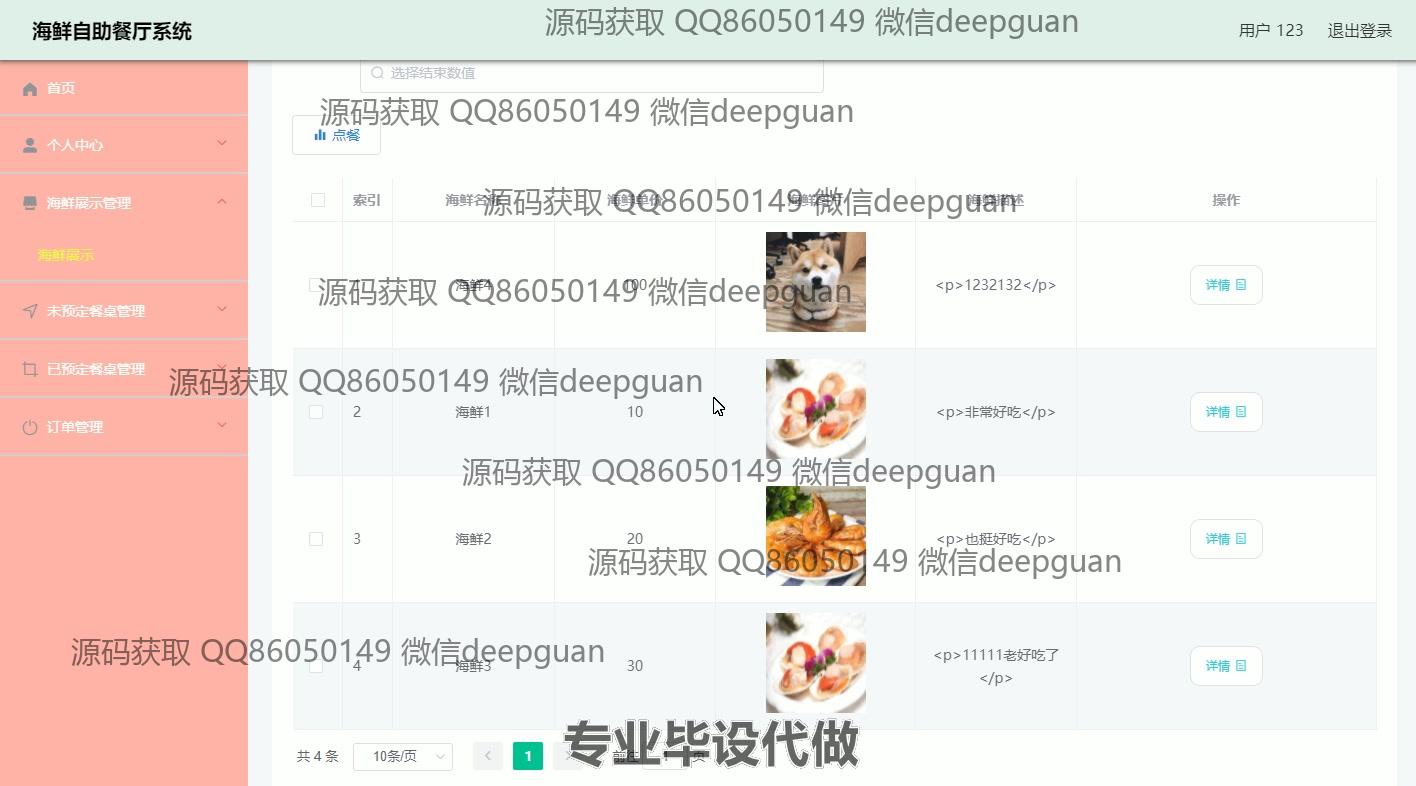 海鲜自助餐厅系统
源码获取 QQ86050149 微信deepguan
用户 123 退出登录
选择结束数值
首页
源码获取 QQ86050149 微信deepguan
点餐
个人中心
源码获取 QQ86050149 微信deepguan
索引 海鲜名称 海鲜单价 海鲜照片 海鲜描述 操作
海鲜展示管理
海鲜展示
1 海鲜4 100 <p>1232132</p> 详情
源码获取 QQ86050149 微信deepguan
未预定餐桌管理
已预定餐桌管理
源码获取 QQ86050149 微信deepguan
2 海鲜1 10 <p>非常好吃</p> 详情
订单管理
源码获取 QQ86050149 微信deepguan
3 海鲜2 20 <p>也挺好吃</p> 详情
源码获取 QQ86050149 微信deepguan
源码获取 QQ86050149 微信deepguan
4 海鲜3 30 <p>11111老好吃了
</p> 详情
专业毕设代做
共 4 条 10条/页 1 前往 1 页